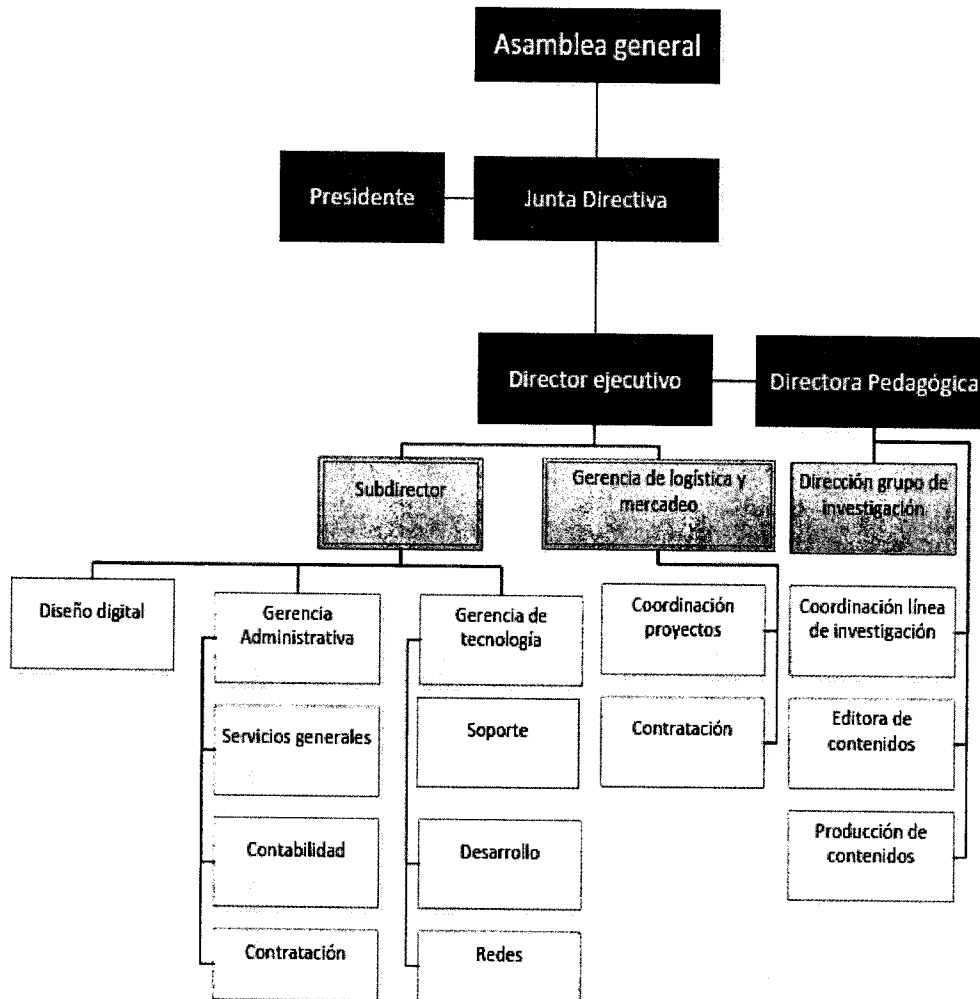 Asamblea general
Presidente
Junta Directiva
Director ejecutivo
Directora Pedagógica
Subdirector
Gerencia de logística y
mercadeo
Dirección grupo de
investigación
Diseño digital
Gerencia
Administrativa
Gerencia de
tecnología
Coordinación
proyectos
Coordinación línea
de investigación
Servicios generales
Soporte
Contratación
Editora de
contenidos
Contabilidad
Desarrollo
Producción de
contenidos
Contratación
Redes